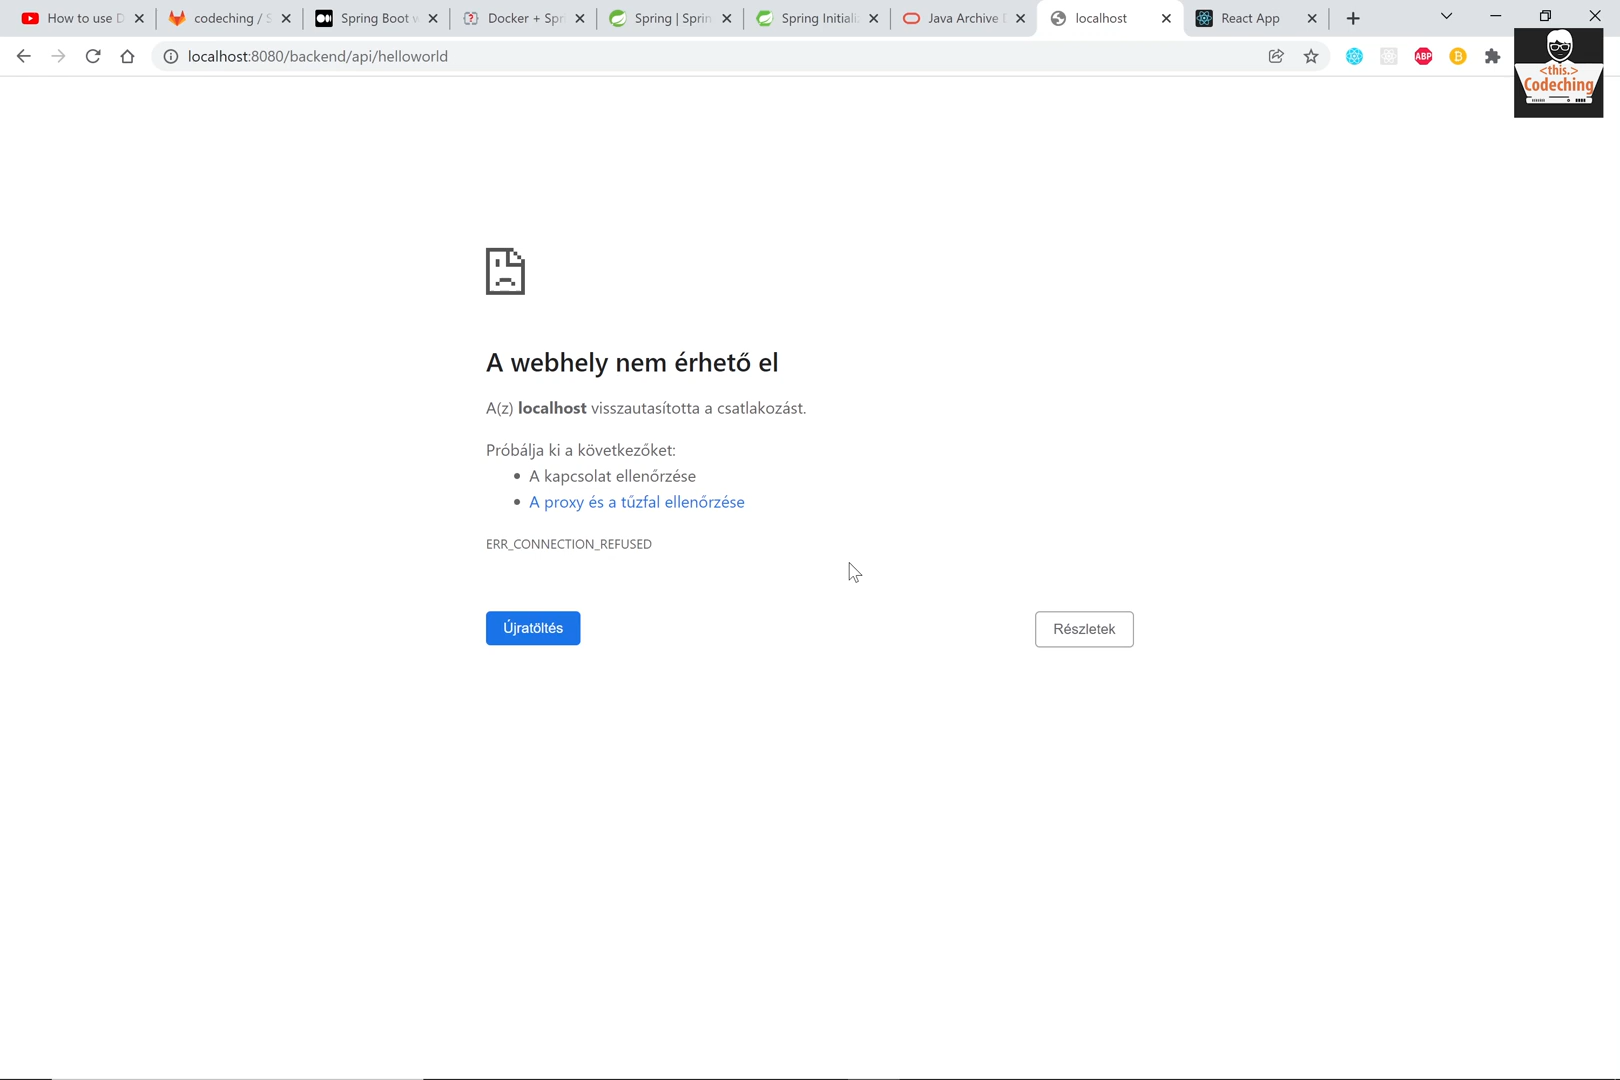 How to use D
codeching / S
Spring Boot w
Docker + Spr
Spring | Sprin
Spring Initiali
Java Archive D
localhost
React App
localhost:8080/backend/api/helloworld
ABP
<this.>
Codeching
A webhely nem érhető el
A(z) localhost visszautasította a csatlakozást.
Próbálja ki a következőket:
• A kapcsolat ellenőrzése
• A proxy és a tűzfal ellenőrzése
ERR_CONNECTION_REFUSED
Újratöltés
Részletek